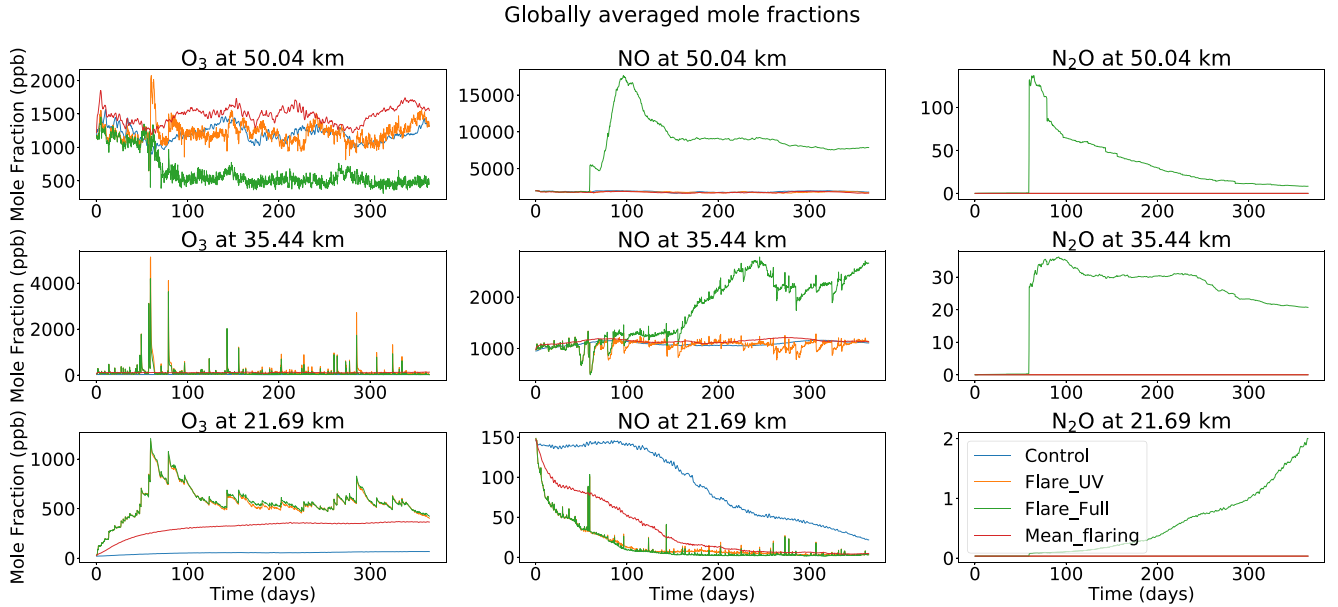 Globally averaged mole fractions
O₃ at 50.04 km
NO at 50.04 km
N₂O at 50.04 km
Mole Fraction (ppb)
2000
1500
1000
500
0 100 200 300
15000
10000
5000
0 100 200 300
100
50
0
0 100 200 300
O₃ at 35.44 km
NO at 35.44 km
N₂O at 35.44 km
Mole Fraction (ppb)
4000
2000
0
0 100 200 300
2000
1000
0 100 200 300
30
20
10
0
0 100 200 300
O₃ at 21.69 km
NO at 21.69 km
N₂O at 21.69 km
Mole Fraction (ppb)
1000
500
0
0 100 200 300
Time (days)
150
100
50
0
0 100 200 300
Time (days)
2
1
0
Control
Flare_UV
Flare_Full
Mean_flaring
0 100 200 300
Time (days)